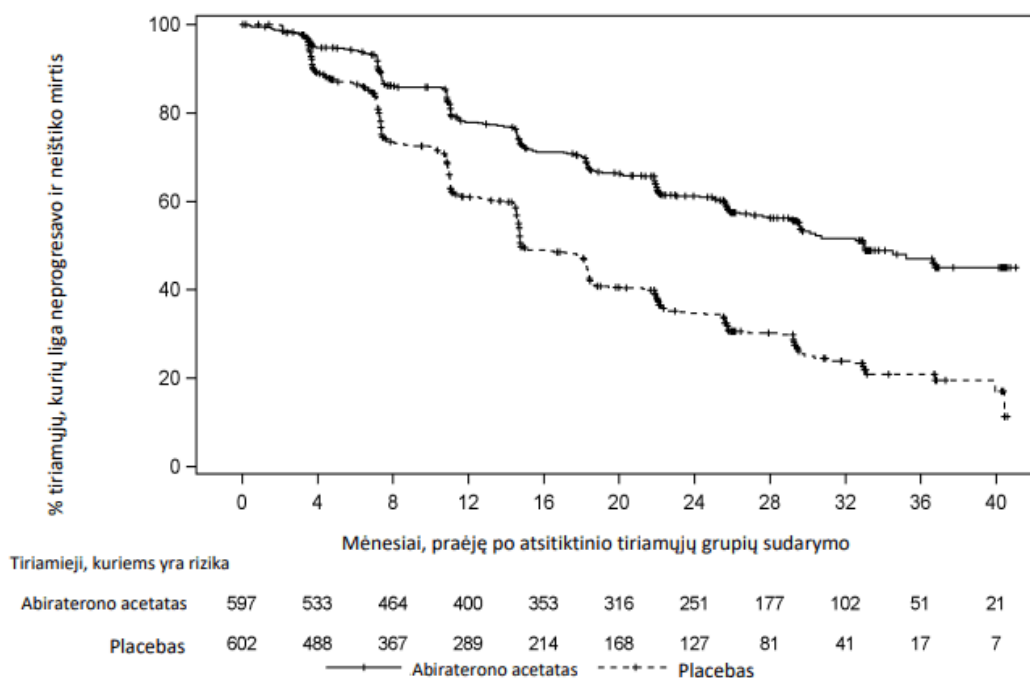 % tiriamųjų, kurių liga neprogresavo ir neištiko mirtis
100
80
60
40
20
0
0 4 8 12 16 20 24 28 32 36 40
Mėnesiai, praėję po atsitiktinio tiriamųjų grupių sudarymo
Tiriamieji, kuriems yra rizika
Abiraterono acetatas 597 533 464 400 353 316 251 177 102 51 21
Placebas 602 488 367 289 214 168 127 81 41 17 7
Abiraterono acetatas Placebas